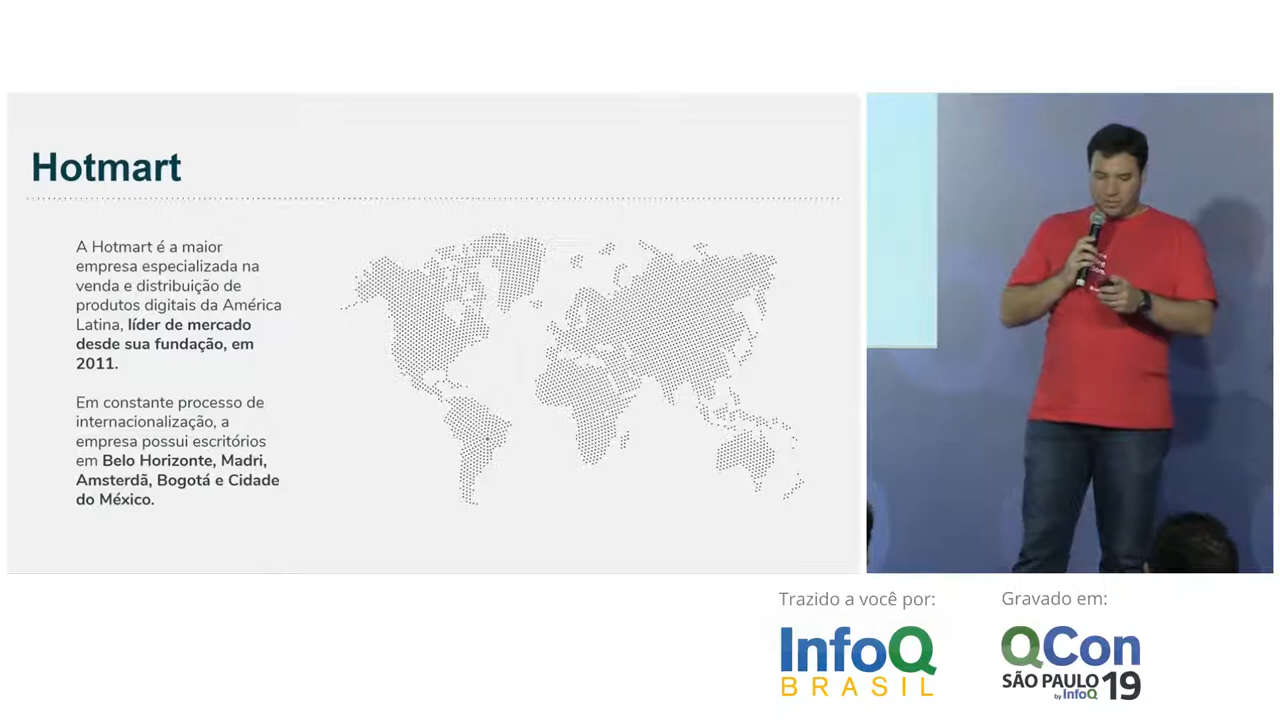 Hotmart
A Hotmart é a maior
empresa especializada na
venda e distribuição de
produtos digitais da América
Latina, líder de mercado
desde sua fundação, em
2011.
Em constante processo de
internacionalização, a
empresa possui escritórios
em Belo Horizonte, Madri,
Amsterdã, Bogotá e Cidade
do México.
Trazido a você por:
InfoQ
BRASIL
Gravado em:
QCon
SÃO PAULO 19
by InfoQ